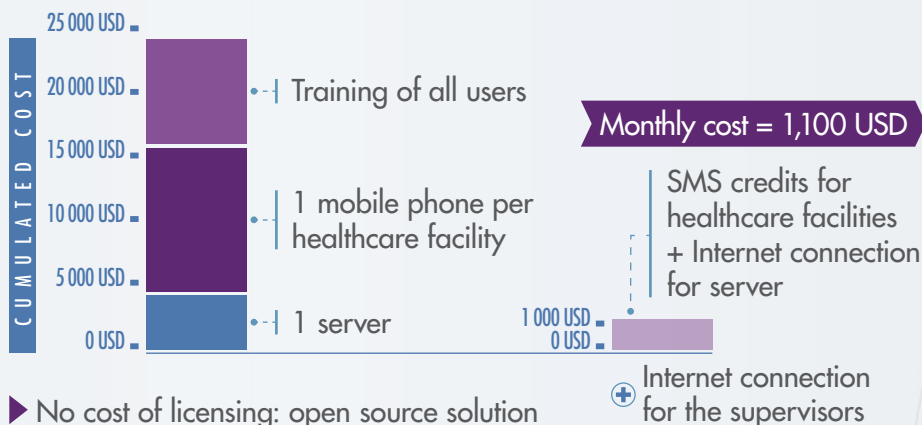 25 000 USD
20 000 USD
15 000 USD
10 000 USD
5 000 USD
0 USD
CUMULATED COST
Training of all users
1 mobile phone per
healthcare facility
1 server
Monthly cost = 1,100 USD
SMS credits for
healthcare facilities
+ Internet connection
for server
1 000 USD
0 USD
Internet connection
for the supervisors
No cost of licensing: open source solution